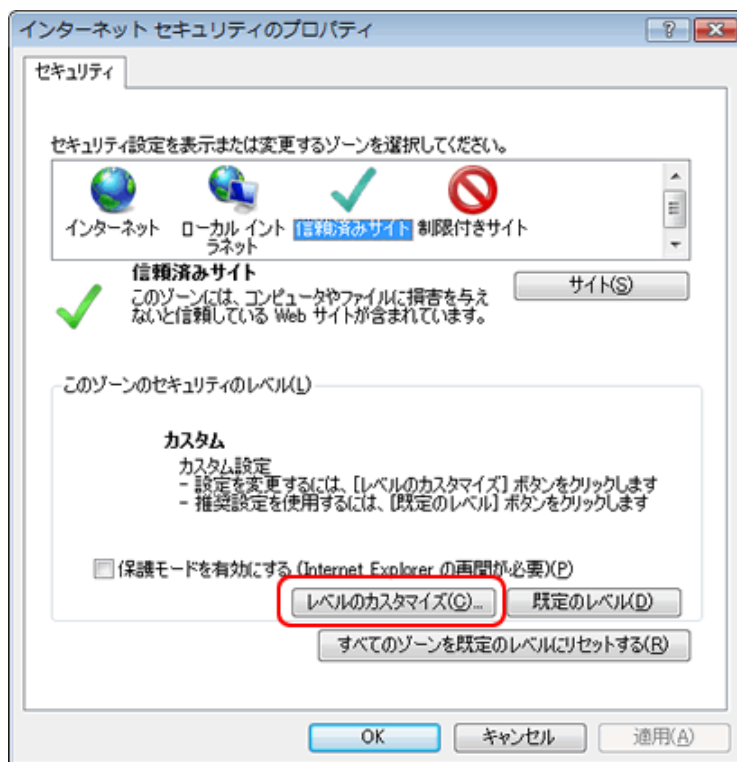 インターネット セキュリティのプロパティ
セキュリティ
セキュリティ設定を表示または変更するゾーンを選択してください。
インターネット
ローカル イント
ラネット
信頼済みサイト
制限付きサイト
信頼済みサイト
このゾーンには、コンピュータやファイルに損害を与え
ないと信頼している Web サイトが含まれています。
サイト(S)
このゾーンのセキュリティのレベル(L)
カスタム
カスタム設定
- 設定を変更するには、[レベルのカスタマイズ] ボタンをクリックします
- 推奨設定を使用するには、[既定のレベル] ボタンをクリックします
保護モードを有効にする (Internet Explorer の再開が必要)(P)
レベルのカスタマイズ(C)...
既定のレベル(D)
すべてのゾーンを既定のレベルにリセットする(R)
OK
キャンセル
適用(A)